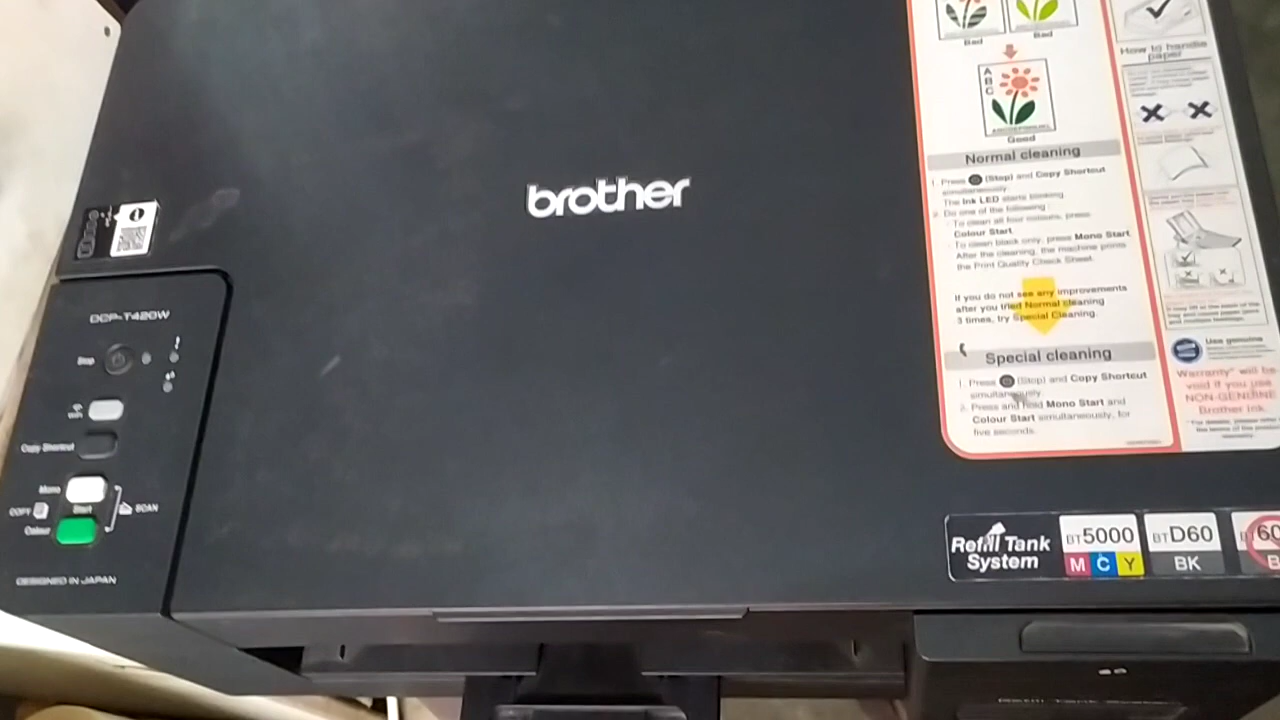 brother
DCP-T420W
Stop
WiFi
Copy Shortcut
Mono
COPY
Start
SCAN
Colour
DESIGNED IN JAPAN
Bad
Bad
A
B
C
Good
Normal cleaning
1. Press (Stop) and Copy Shortcut
simultaneously.
The Ink LED starts blinking.
2. Do one of the following:
- To clean all four colours, press
Colour Start.
- To clean black only, press Mono Start.
After the cleaning, the machine prints
the Print Quality Check Sheet.
If you do not see any improvements
after you tried Normal cleaning
3 times, try Special Cleaning.
Special cleaning
1. Press (Stop) and Copy Shortcut
simultaneously.
2. Press and hold Mono Start and
Colour Start simultaneously, for
five seconds.
How to handle
paper
Use genuine
Warranty* will be
void if you use
NON-GENUINE
Brother ink.
Refill Tank
System
BT5000
M C Y
BTD60
BK
60
B